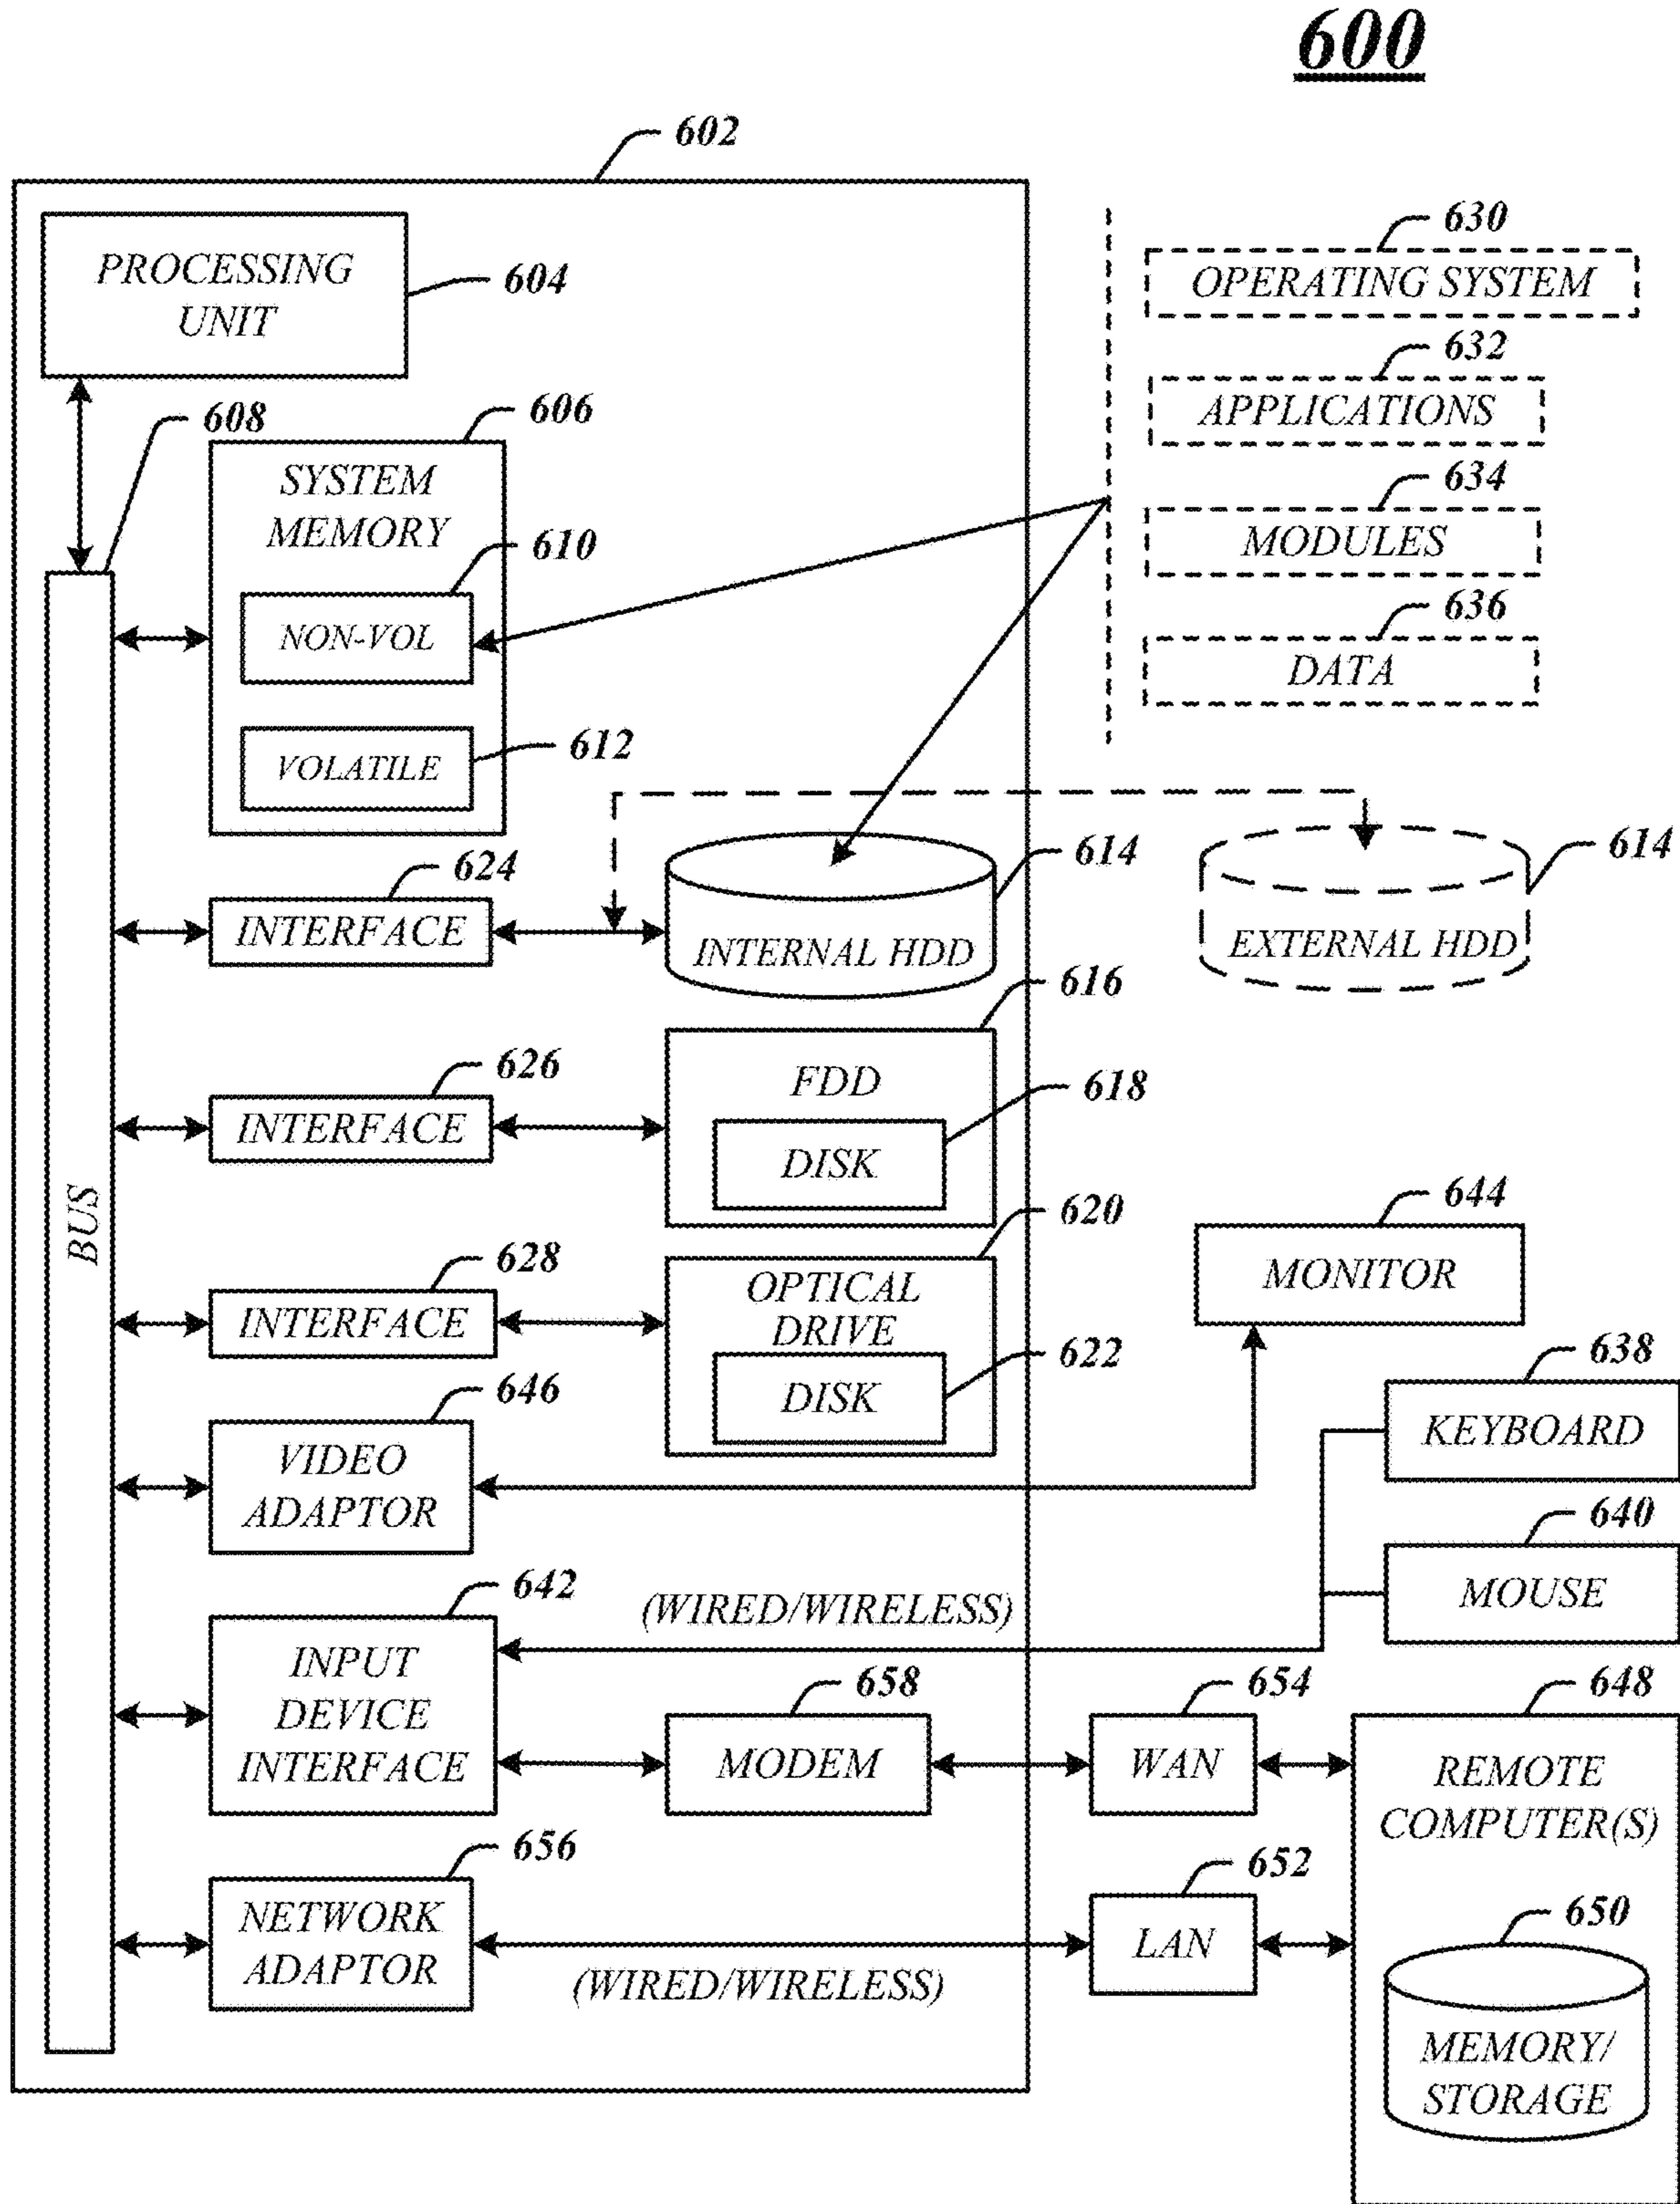 600
602
PROCESSING
UNIT
604
608
606
SYSTEM
MEMORY
610
NON-VOL
612
VOLATILE
630
OPERATING SYSTEM
632
APPLICATIONS
634
MODULES
636
DATA
BUS
624
INTERFACE
614
INTERNAL HDD
614
EXTERNAL HDD
626
INTERFACE
616
FDD
618
DISK
628
INTERFACE
620
OPTICAL
DRIVE
622
DISK
644
MONITOR
646
VIDEO
ADAPTOR
638
KEYBOARD
640
MOUSE
642
INPUT
DEVICE
INTERFACE
(WIRED/WIRELESS)
658
MODEM
654
WAN
648
REMOTE
COMPUTER(S)
656
NETWORK
ADAPTOR
(WIRED/WIRELESS)
652
LAN
650
MEMORY/
STORAGE